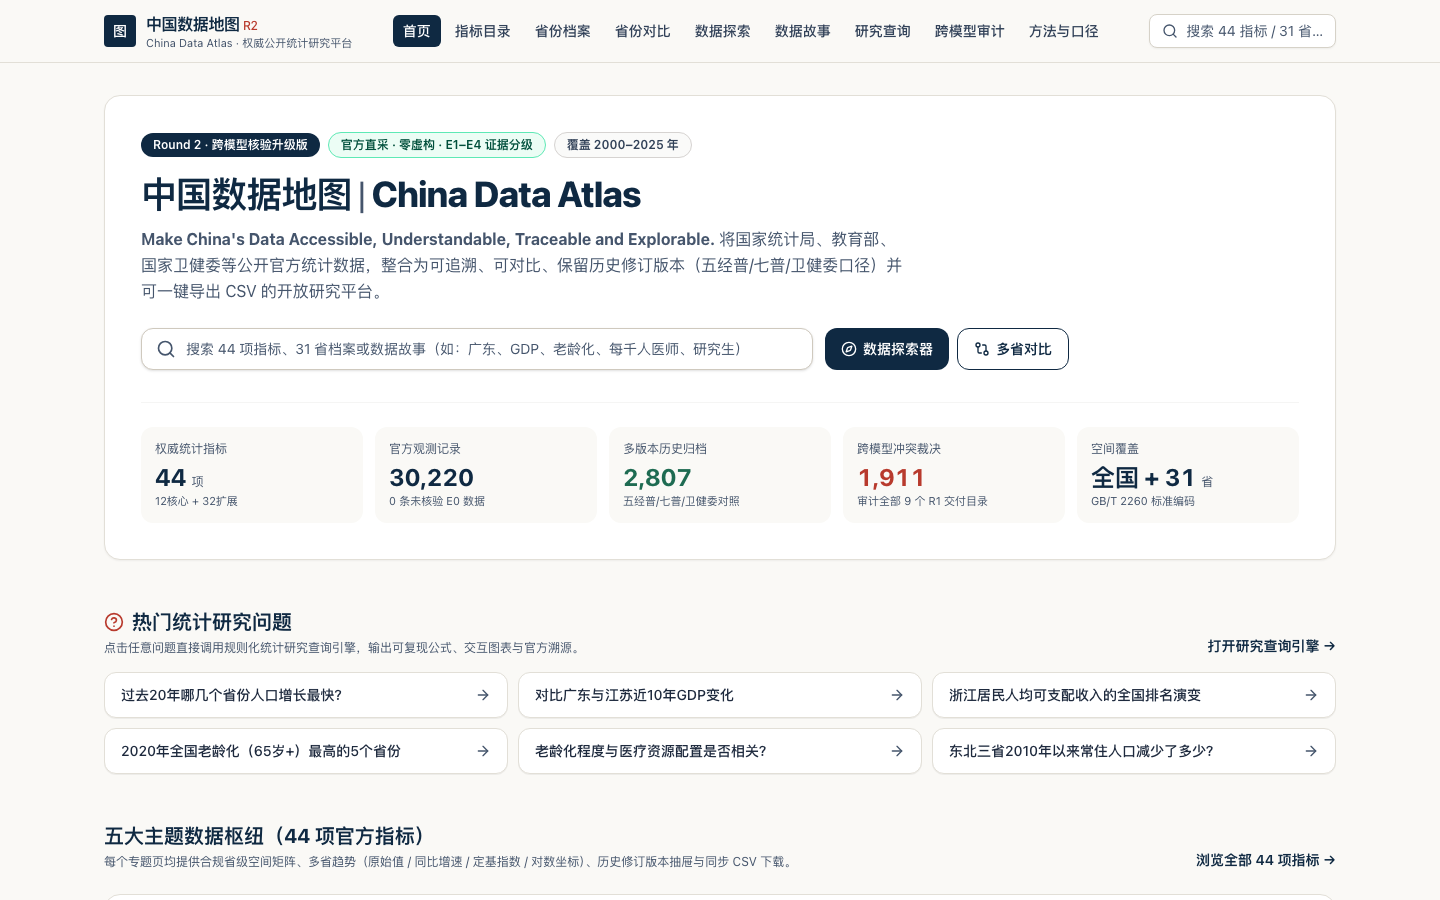 图
中国数据地图 R2
China Data Atlas · 权威公开统计研究平台
首页
指标目录
省份档案
省份对比
数据探索
数据故事
研究查询
跨模型审计
方法与口径
搜索 44 指标 / 31 省...
Round 2 · 跨模型核验升级版
官方直采 · 零虚构 · E1–E4 证据分级
覆盖 2000–2025 年
中国数据地图 | China Data Atlas
Make China's Data Accessible, Understandable, Traceable and Explorable. 将国家统计局、教育部、
国家卫健委等公开官方统计数据，整合为可追溯、可对比、保留历史修订版本（五经普/七普/卫健委口径）并
可一键导出 CSV 的开放研究平台。
搜索 44 项指标、31 省档案或数据故事（如：广东、GDP、老龄化、每千人医师、研究生）
数据探索器
多省对比
权威统计指标
44 项
12核心 + 32扩展
官方观测记录
30,220
0 条未核验 E0 数据
多版本历史归档
2,807
五经普/七普/卫健委对照
跨模型冲突裁决
1,911
审计全部 9 个 R1 交付目录
空间覆盖
全国 + 31 省
GB/T 2260 标准编码
热门统计研究问题
点击任意问题直接调用规则化统计研究查询引擎，输出可复现公式、交互图表与官方溯源。
打开研究查询引擎 →
过去20年哪几个省份人口增长最快? →
对比广东与江苏近10年GDP变化 →
浙江居民人均可支配收入的全国排名演变 →
2020年全国老龄化（65岁+）最高的5个省份 →
老龄化程度与医疗资源配置是否相关? →
东北三省2010年以来常住人口减少了多少? →
五大主题数据枢纽（44 项官方指标）
每个专题页均提供合规省级空间矩阵、多省趋势（原始值 / 同比增速 / 定基指数 / 对数坐标）、历史修订版本抽屉与同步 CSV 下载。
浏览全部 44 项指标 →